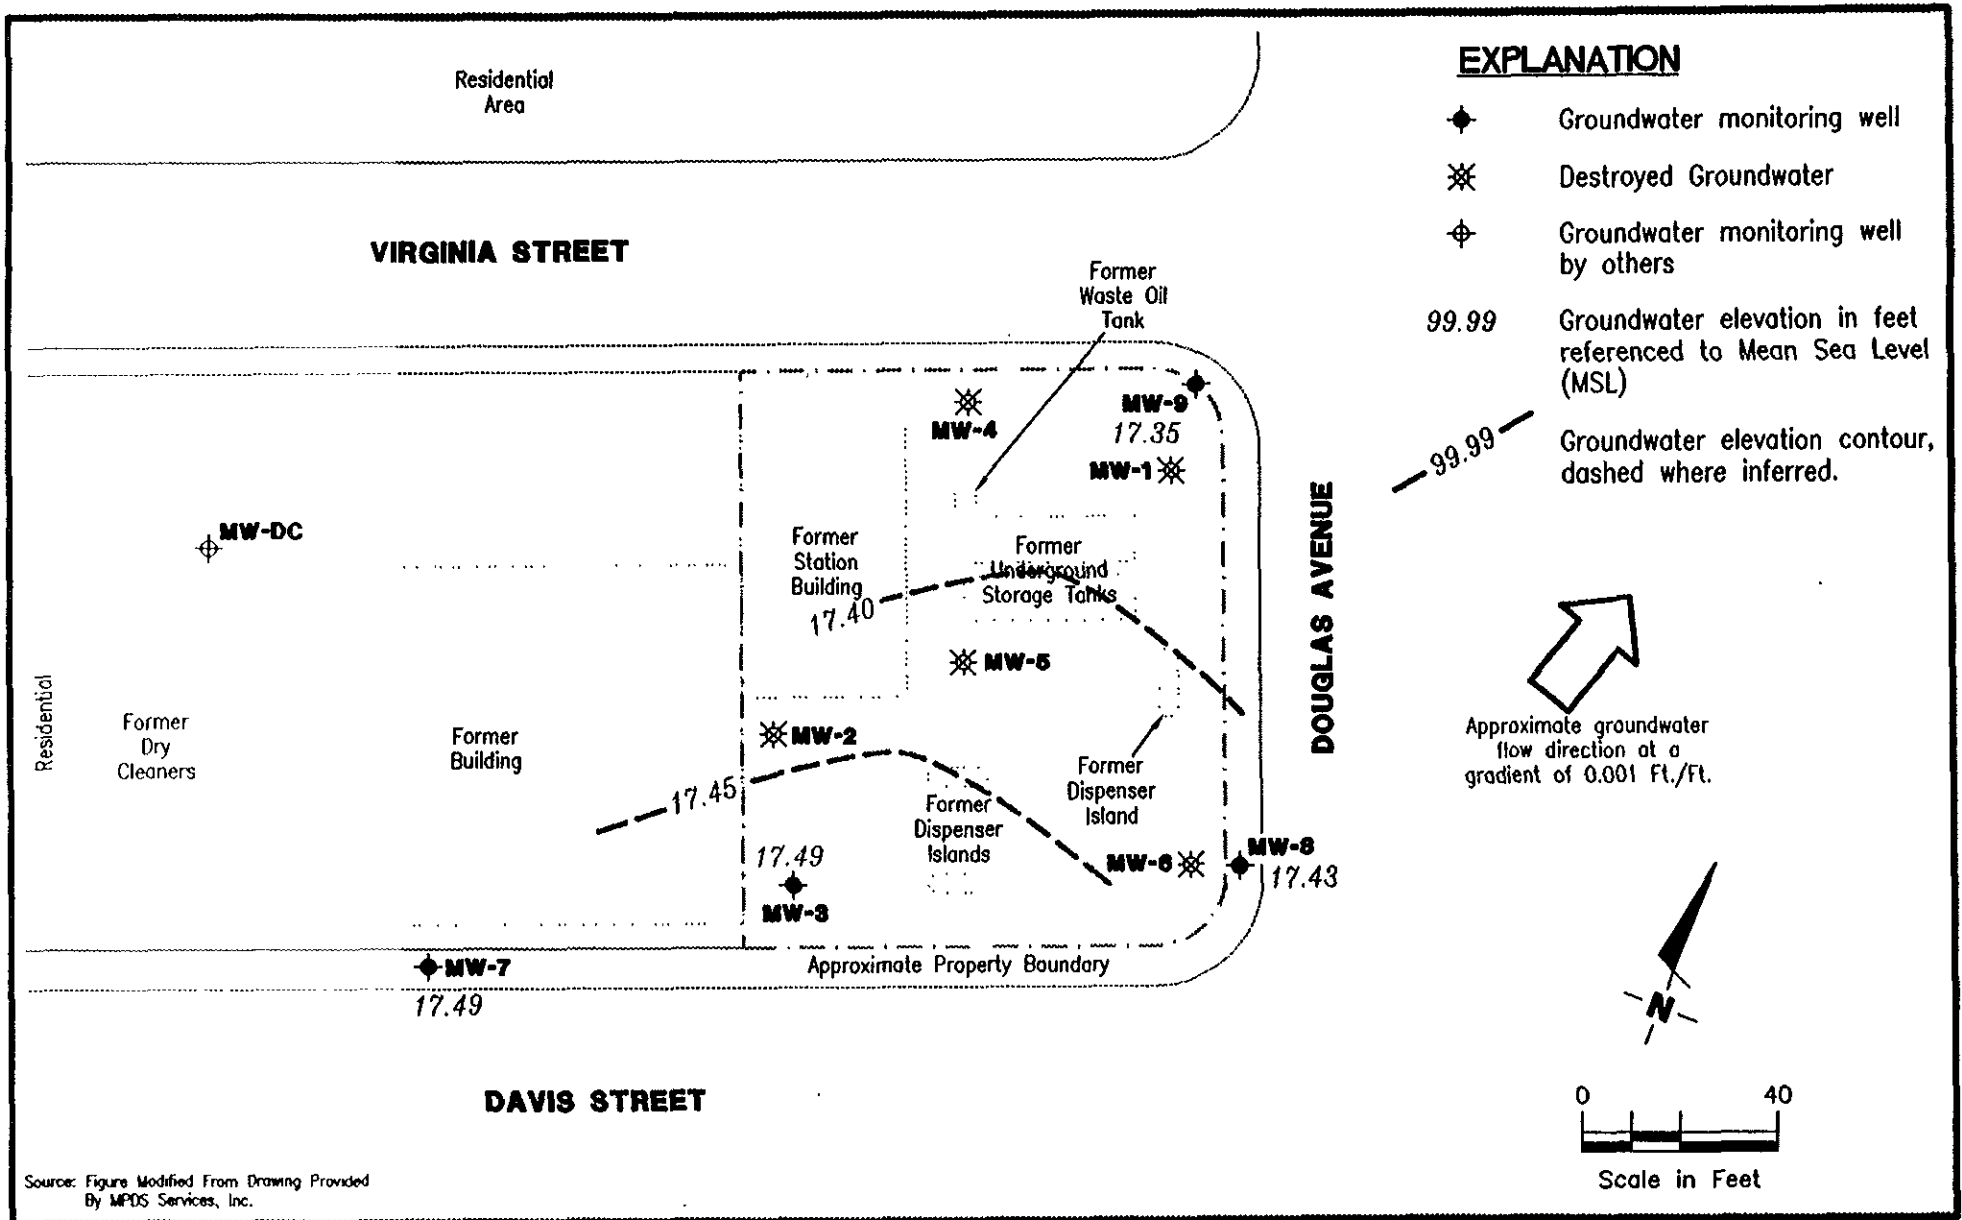 Residential
Area
VIRGINIA STREET
Former
Waste Oil
Tank
MW-4
MW-9
17.35
MW-1
MW-DC
Former
Station
Building
Former
Underground
Storage Tanks
17.40
MW-5
DOUGLAS AVENUE
Residential
Former
Dry
Cleaners
Former
Building
MW-2
17.45
Former
Dispenser
Islands
Former
Dispenser
Island
17.49
MW-3
MW-6
MW-8
17.43
MW-7
17.49
Approximate Property Boundary
DAVIS STREET
Source: Figure Modified From Drawing Provided
By MPDS Services, Inc.
EXPLANATION
Groundwater monitoring well
Destroyed Groundwater
Groundwater monitoring well
by others
99.99
Groundwater elevation in feet
referenced to Mean Sea Level
(MSL)
99.99
Groundwater elevation contour,
dashed where inferred.
Approximate groundwater
flow direction at a
gradient of 0.001 Ft./Ft.
N
0 40
Scale in Feet